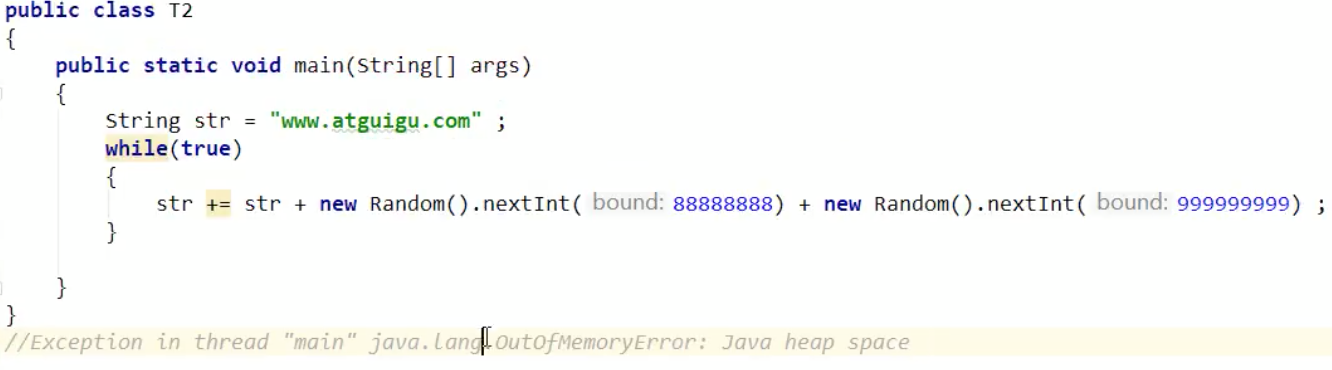 public class T2
{
    public static void main(String[] args)
    {
        String str = "www.atguigu.com" ;
        while(true)
        {
            str += str + new Random().nextInt( bound: 88888888) + new Random().nextInt( bound: 999999999) ;
        }
    }
}
//Exception in thread "main" java.lang.OutOfMemoryError: Java heap space